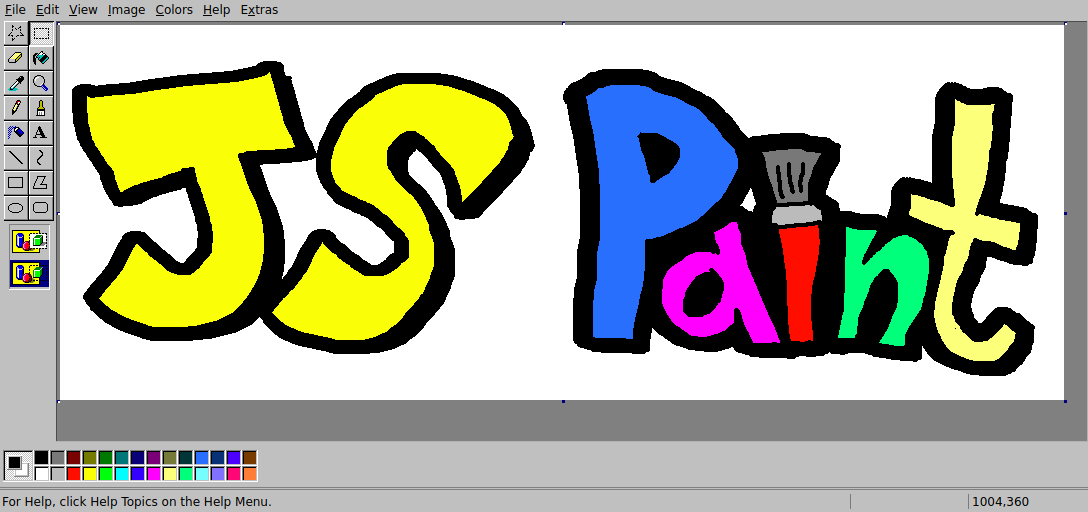 File Edit View Image Colors Help Extras
JS Paint
A
For Help, click Help Topics on the Help Menu.
1004,360